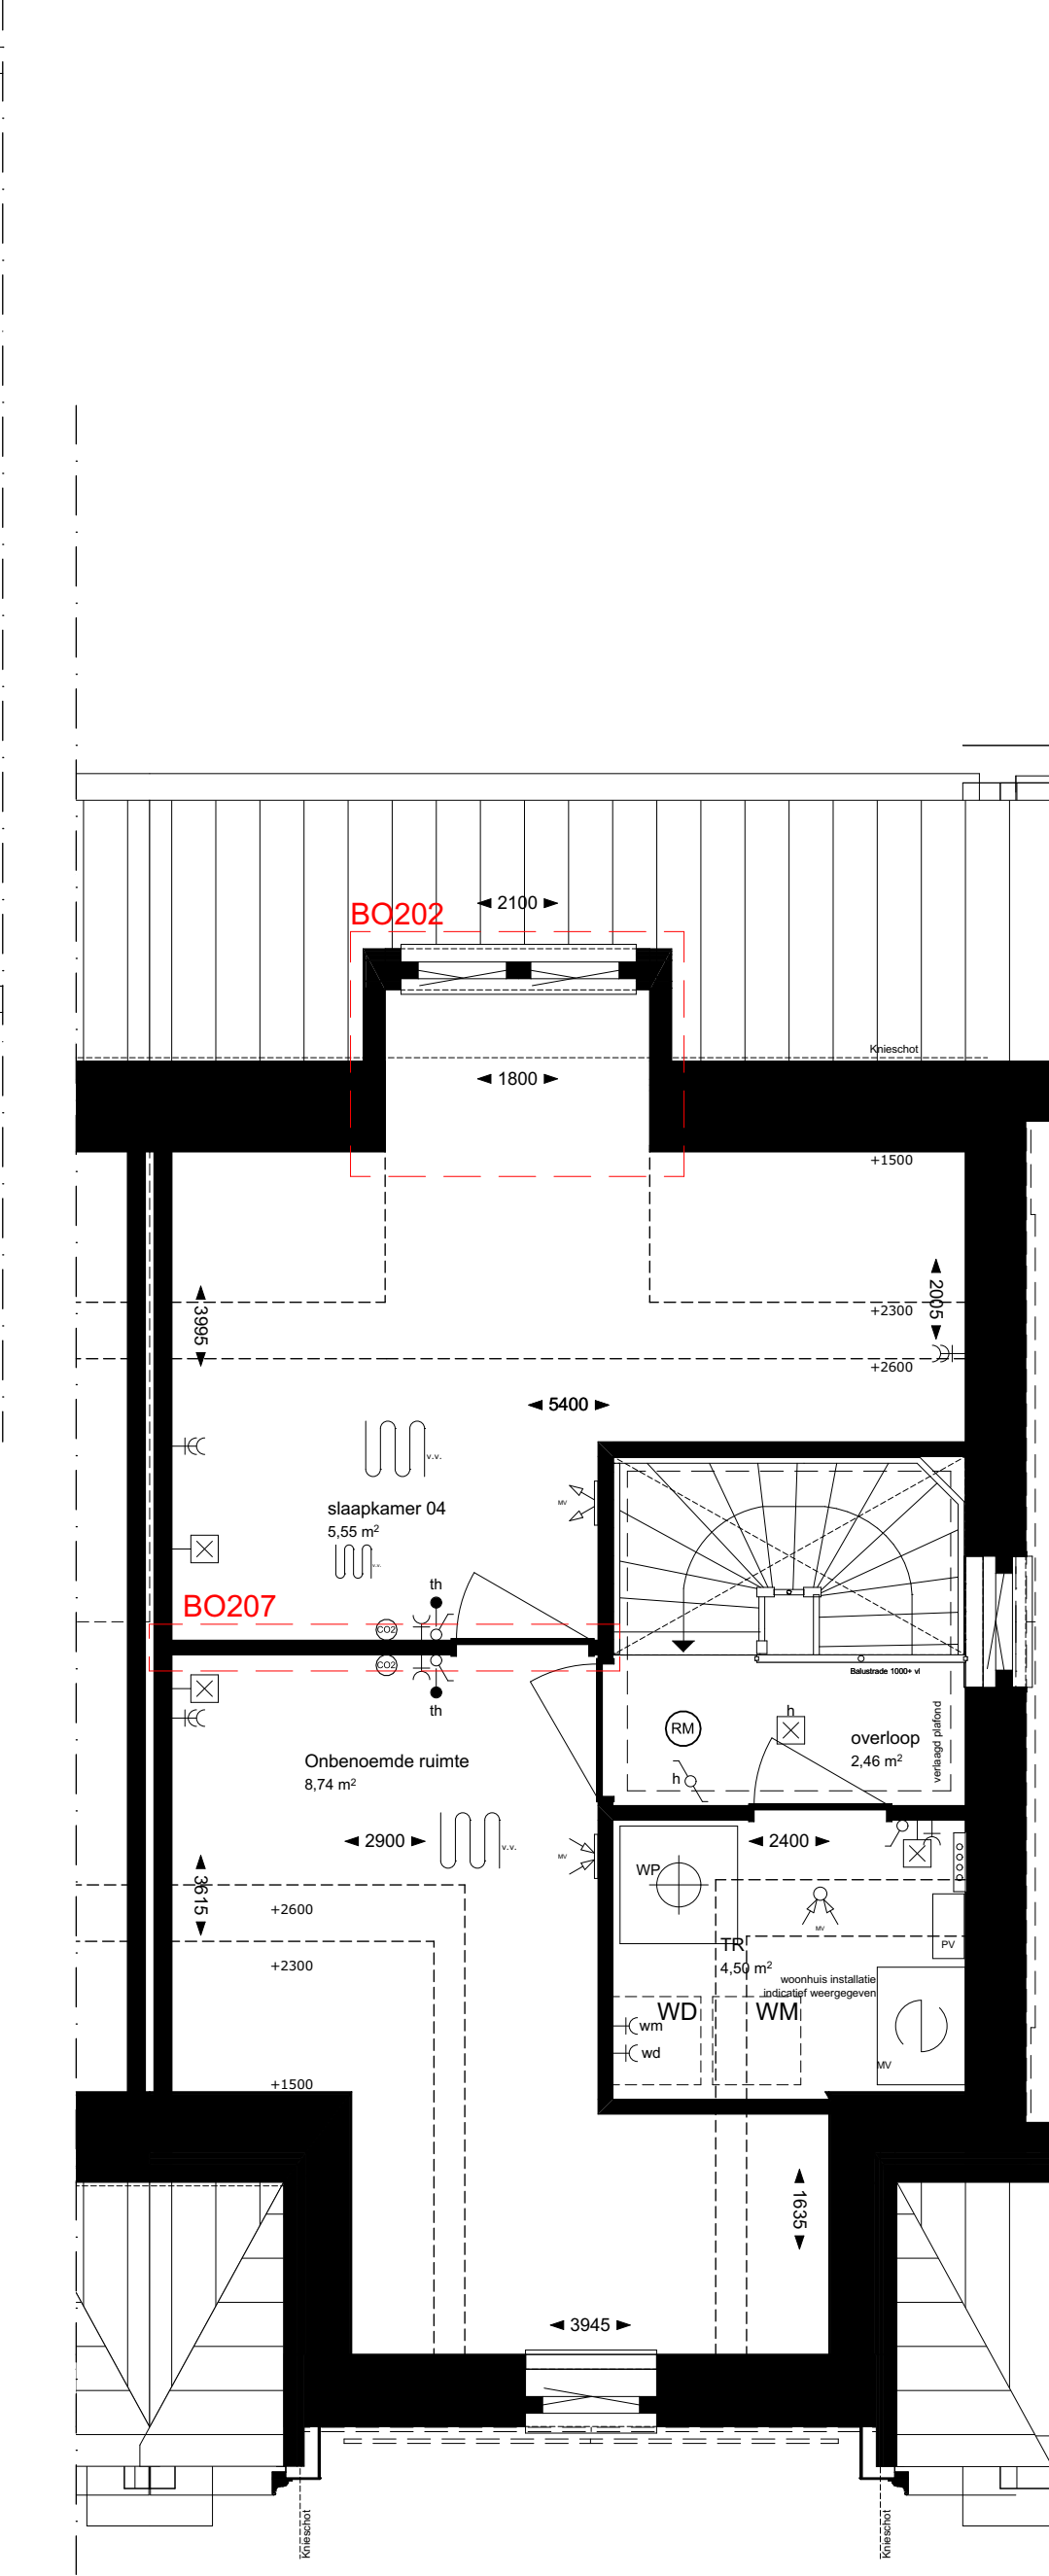 BO202
2100
Knieschot
1800
+1500
3995
2005
+2300
+2600
5400
v.v.
slaapkamer 04
5,55 m²
MV
v.v.
th
BO207
CO2
CO2
Balustrade 1000+ vl
th
h
RM
overloop
2,46 m²
verlaagd plafond
Onbenoemde ruimte
8,74 m²
h
2900
v.v.
2400
MV
WP
3615
+2600
MV
TR
4,50 m²
PV
+2300
woonhuis installatie
indicatief weergegeven
WD
WM
wm
wd
MV
+1500
1635
3945
Knieschot
Knieschot